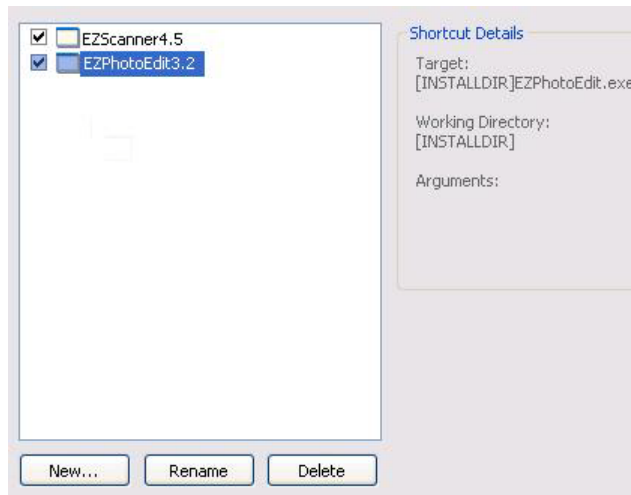 EZScanner4.5
EZPhotoEdit3.2
Shortcut Details
Target:
[INSTALLDIR]EZPhotoEdit.exe
Working Directory:
[INSTALLDIR]
Arguments:
New...
Rename
Delete